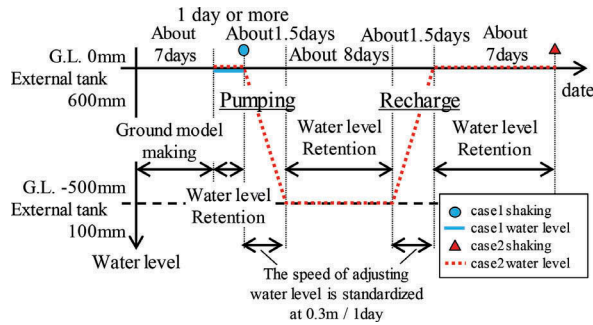 1 day or more
About
7days
About1.5days
About 8days
About1.5days
About
7days
G.L. 0mm
External tank
600mm
date
Pumping
Recharge
Ground model
making
Water level
Retention
Water level
Retention
Water level
Retention
G.L. -500mm
External tank
100mm
Water level
The speed of adjusting
water level is standardized
at 0.3m / 1day
case1 shaking
case1 water level
case2 shaking
case2 water level